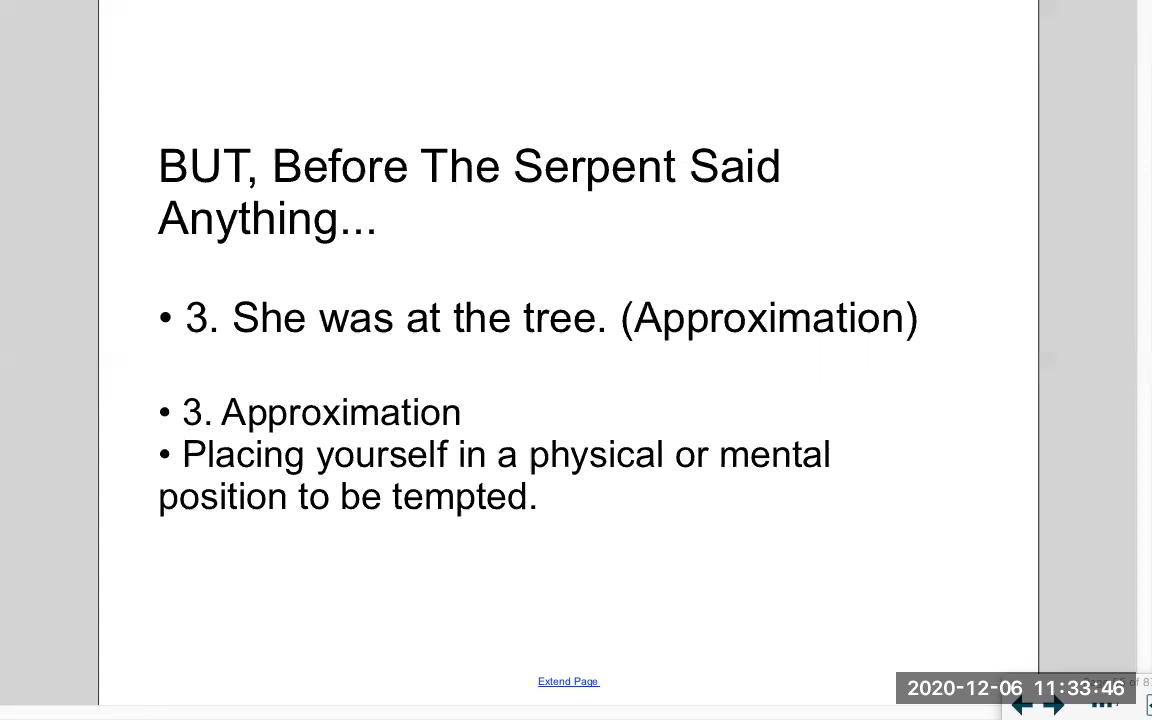 BUT, Before The Serpent Said
Anything...
• 3. She was at the tree. (Approximation)
• 3. Approximation
• Placing yourself in a physical or mental
position to be tempted.
Extend Page
2020-12-06 11:33:46